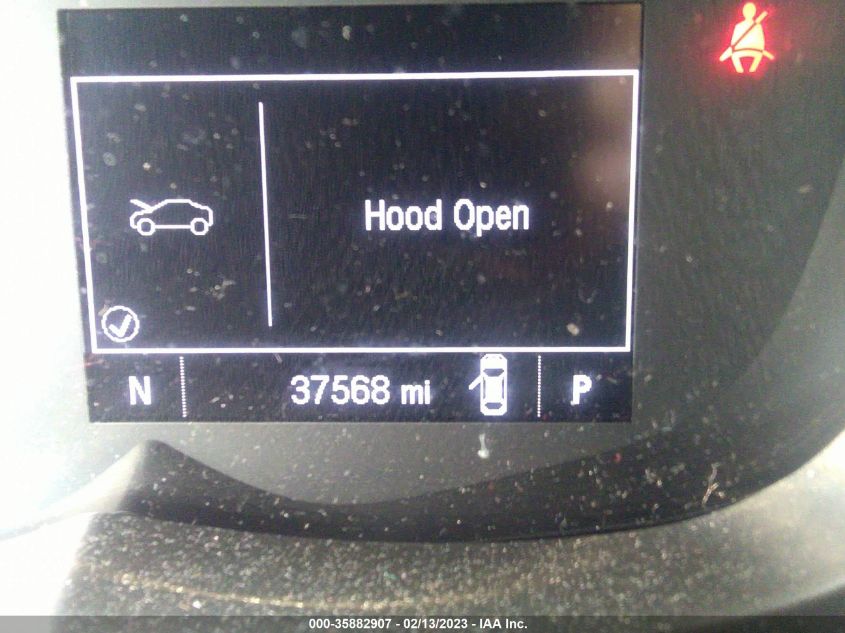 Hood Open
N 37568 mi P
000-35882907 - 02/13/2023 - IAA Inc.